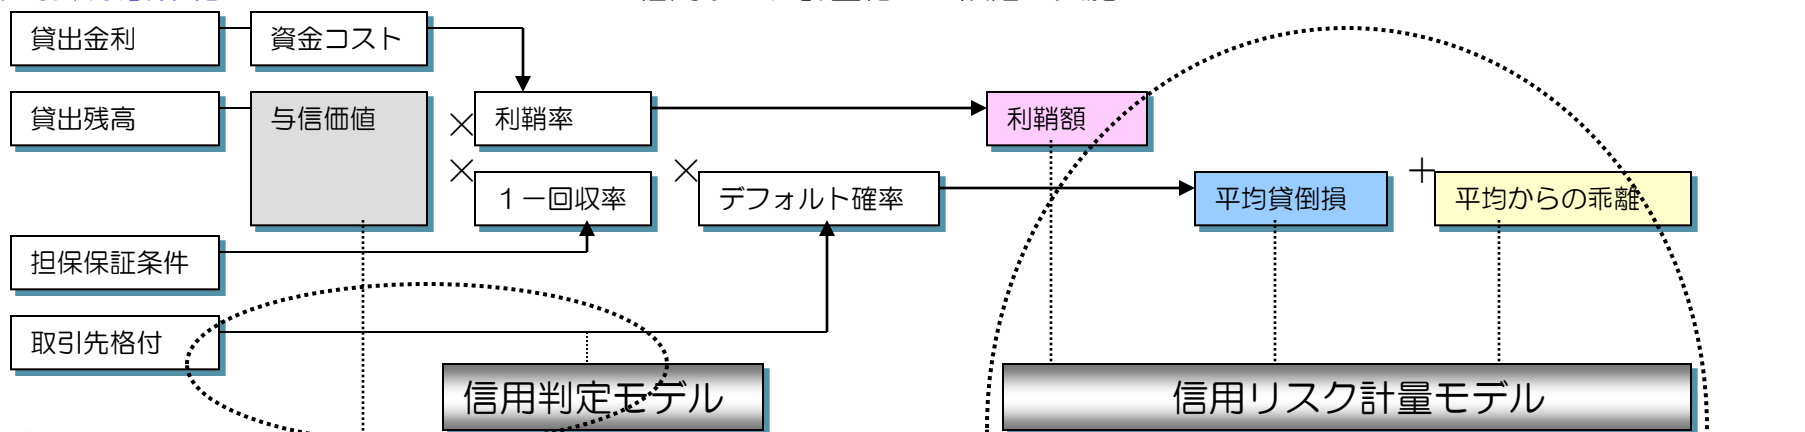 貸出金利
資金コスト
貸出残高
与信価値
×
利鞘率
利鞘額
×
1－回収率
×
デフォルト確率
平均貸倒損
＋
平均からの乖離
担保保証条件
取引先格付
信用判定モデル
信用リスク計量モデル